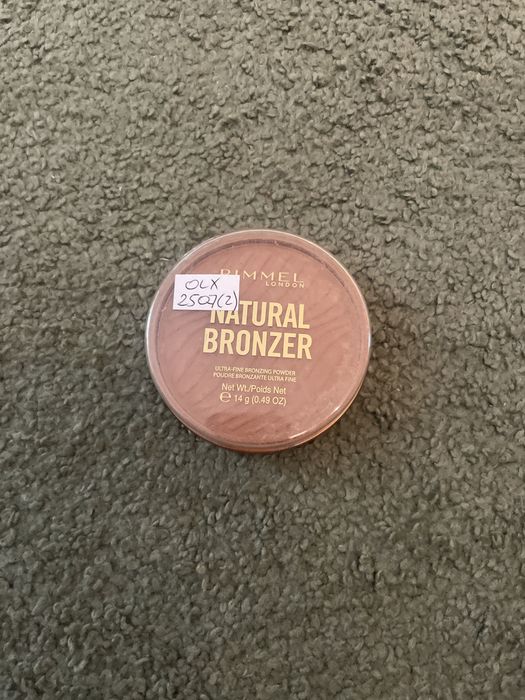 RIMMEL
LONDON
OLX
2507(2)
NATURAL
BRONZER
ULTRA-FINE BRONZING POWDER
POUDRE BRONZANTE ULTRA FINE
Net Wt./Poids Net
℮ 14 g (0.49 OZ)